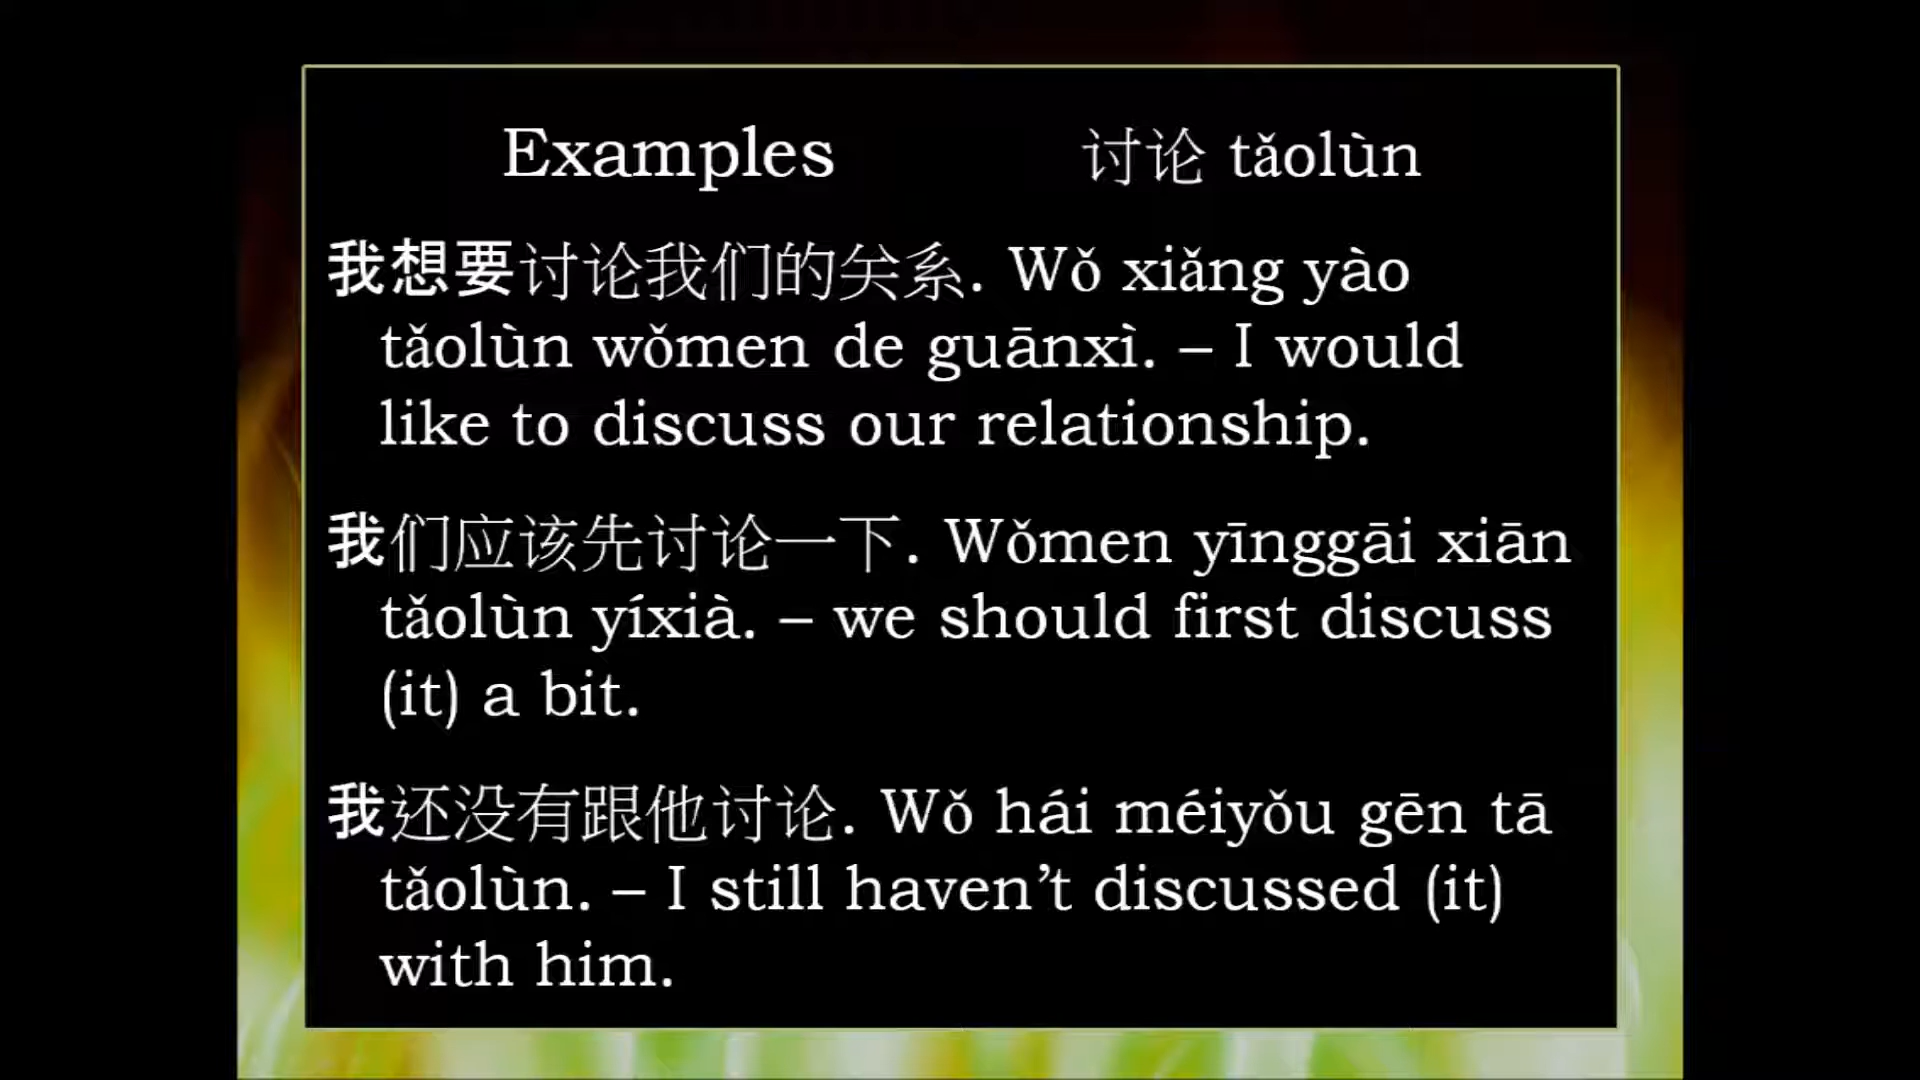 Examples 讨论 tǎolùn
我想要讨论我们的关系. Wǒ xiǎng yào
tǎolùn wǒmen de guānxì. – I would
like to discuss our relationship.
我们应该先讨论一下. Wǒmen yīnggāi xiān
tǎolùn yíxià. – we should first discuss
(it) a bit.
我还没有跟他讨论. Wǒ hái méiyǒu gēn tā
tǎolùn. – I still haven’t discussed (it)
with him.